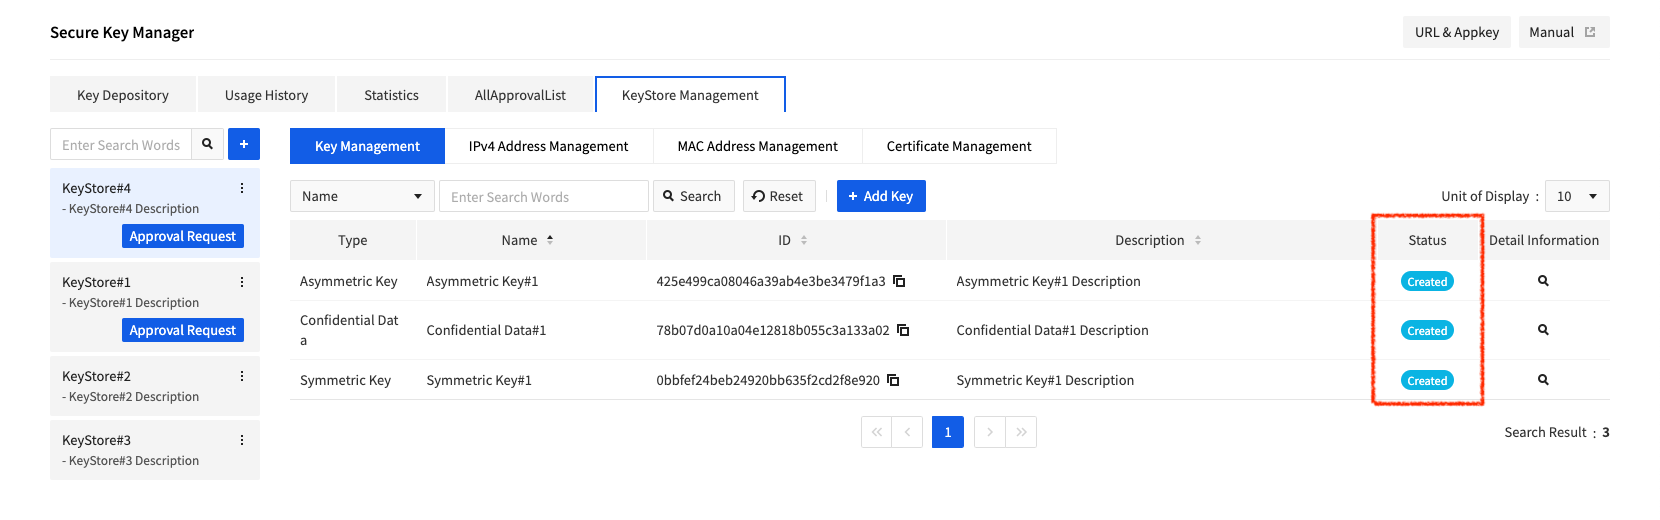 Secure Key Manager
URL & Appkey
Manual
Key Depository
Usage History
Statistics
AllApprovalList
KeyStore Management
Enter Search Words
+
KeyStore#4
- KeyStore#4 Description
Approval Request
KeyStore#1
- KeyStore#1 Description
Approval Request
KeyStore#2
- KeyStore#2 Description
KeyStore#3
- KeyStore#3 Description
Key Management
IPv4 Address Management
MAC Address Management
Certificate Management
Name
Enter Search Words
Search
Reset
+ Add Key
Unit of Display : 10
Type Name ID Description Status Detail Information
Asymmetric Key Asymmetric Key#1 425e499ca08046a39ab4e3be3479f1a3 Asymmetric Key#1 Description Created
Confidential Dat
a
Confidential Data#1 78b07d0a10a04e12818b055c3a133a02 Confidential Data#1 Description Created
Symmetric Key Symmetric Key#1 0bbfef24beb24920bb635f2cd2f8e920 Symmetric Key#1 Description Created
« ‹ 1 › »
Search Result : 3